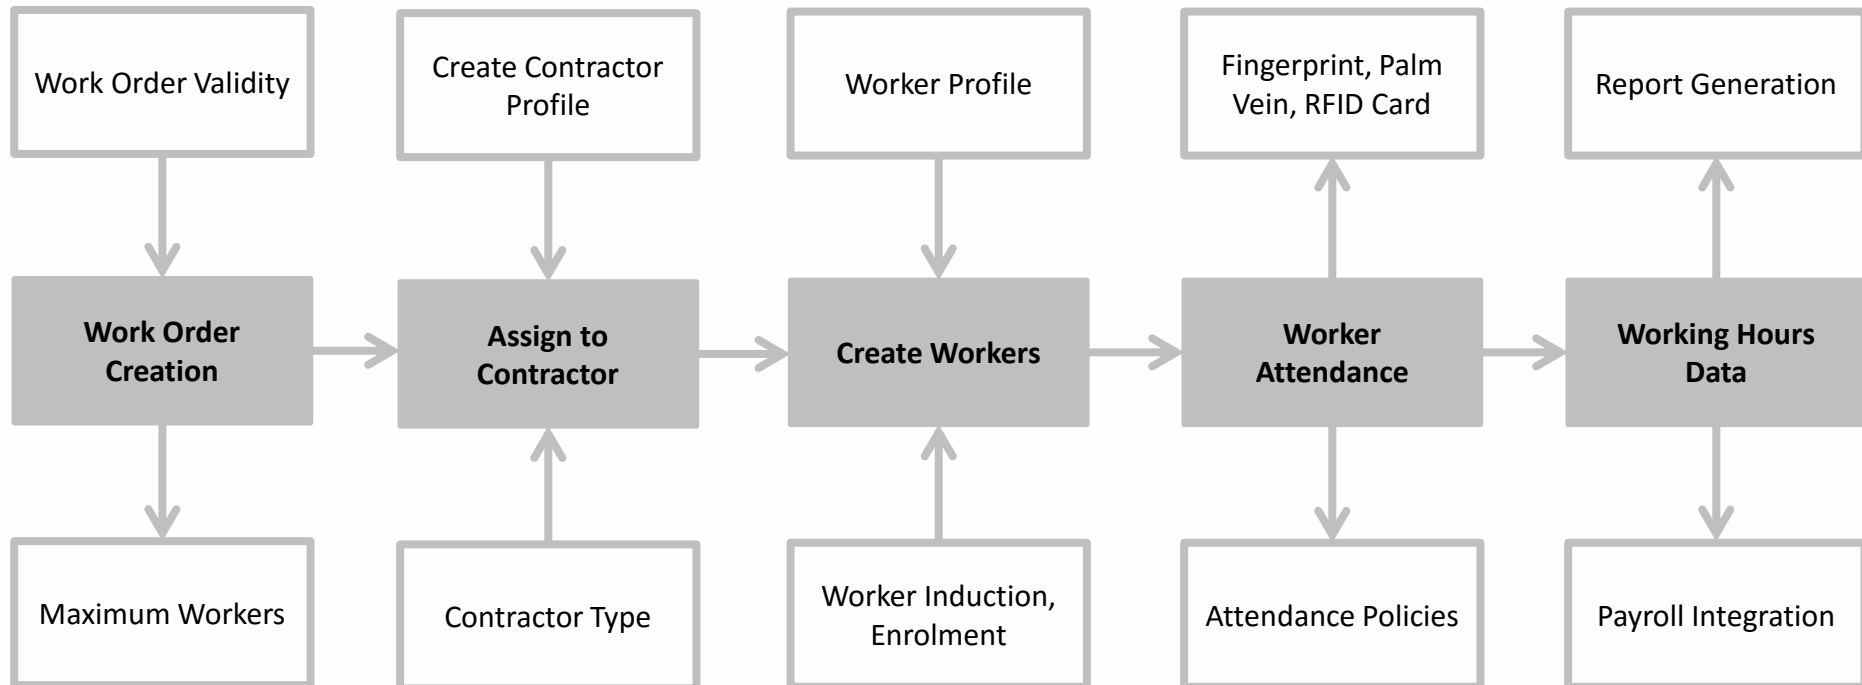 Work Order Validity
Create Contractor
Profile
Worker Profile
Fingerprint, Palm
Vein, RFID Card
Report Generation
Work Order
Creation
Assign to
Contractor
Create Workers
Worker
Attendance
Working Hours
Data
Maximum Workers
Contractor Type
Worker Induction,
Enrolment
Attendance Policies
Payroll Integration